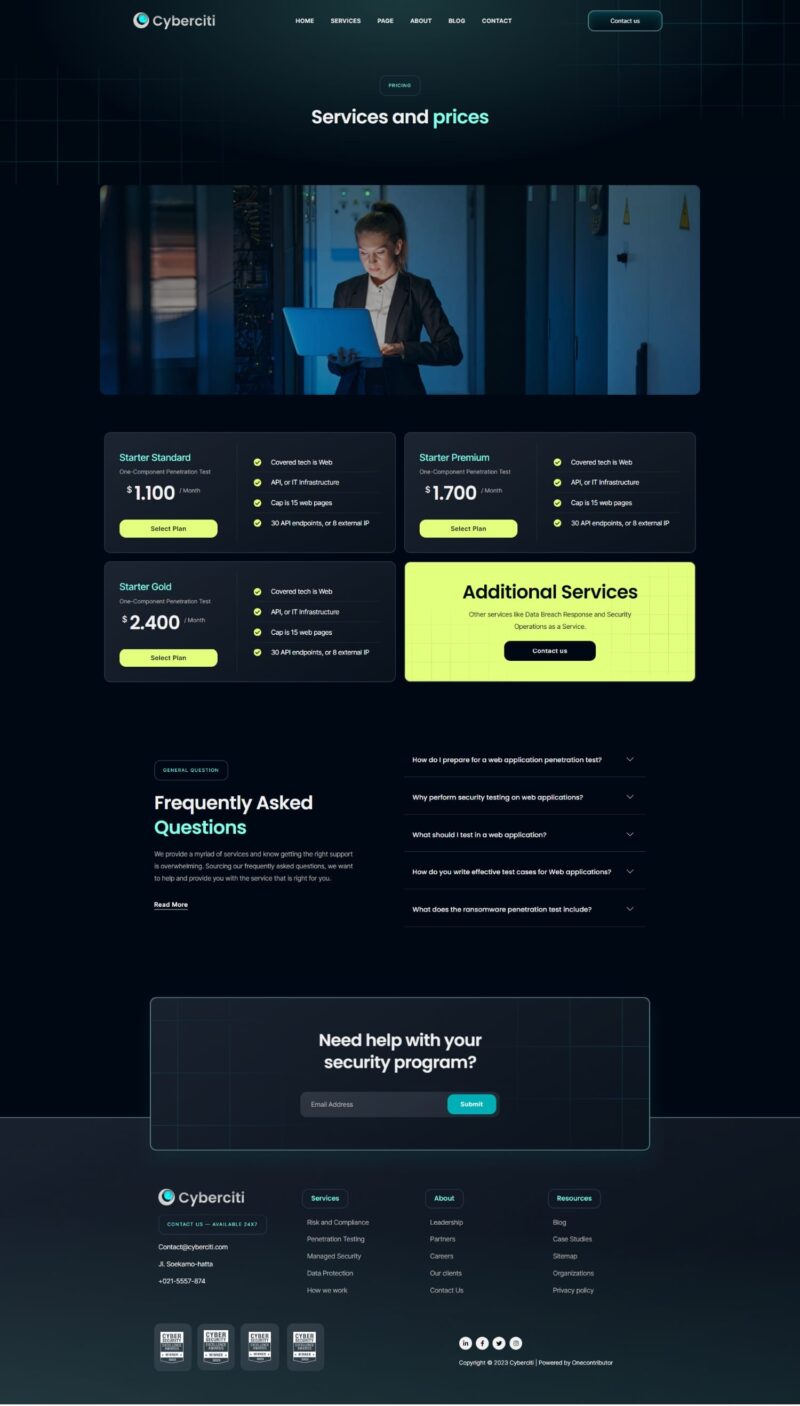 Cyberciti
HOME SERVICES PAGE ABOUT BLOG CONTACT
Contact us
PRICING
Services and prices
Starter Standard
One-Component Penetration Test
$ 1.100 / Month
Select Plan
Covered tech is Web
API, or IT Infrastructure
Cap is 15 web pages
30 API endpoints, or 8 external IP
Starter Premium
One-Component Penetration Test
$ 1.700 / Month
Select Plan
Covered tech is Web
API, or IT Infrastructure
Cap is 15 web pages
30 API endpoints, or 8 external IP
Starter Gold
One-Component Penetration Test
$ 2.400 / Month
Select Plan
Covered tech is Web
API, or IT Infrastructure
Cap is 15 web pages
30 API endpoints, or 8 external IP
Additional Services
Other services like Data Breach Response and Security
Operations as a Service.
Contact us
GENERAL QUESTION
Frequently Asked
Questions
We provide a myriad of services and know getting the right support
is overwhelming. Sourcing our frequently asked questions, we want
to help and provide you with the service that is right for you.
Read More
How do I prepare for a web application penetration test?
Why perform security testing on web applications?
What should I test in a web application?
How do you write effective test cases for Web applications?
What does the ransomware penetration test include?
Need help with your
security program?
Email Address
Submit
Cyberciti
CONTACT US — AVAILABLE 24X7
Contact@cyberciti.com
Jl. Soekarno-hatta
+021-5557-874
Services
Risk and Compliance
Penetration Testing
Managed Security
Data Protection
How we work
About
Leadership
Partners
Careers
Our clients
Contact Us
Resources
Blog
Case Studies
Sitemap
Organizations
Privacy policy
CYBER
SECURITY
EXCELLENCE
AWARDS
WINNER
CYBER
SECURITY
EXCELLENCE
AWARDS
WINNER
CYBER
SECURITY
EXCELLENCE
AWARDS
WINNER
CYBER
SECURITY
EXCELLENCE
AWARDS
WINNER
Copyright © 2023 Cyberciti | Powered by Onecontributor